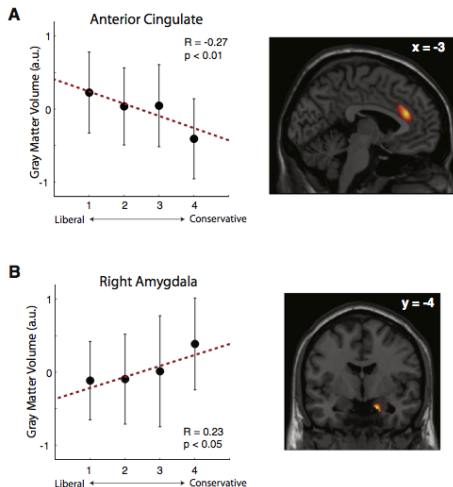 A
Anterior Cingulate
R = -0.27
p < 0.01
x = -3
Gray Matter Volume (a.u.)
1
0
-1
1 2 3 4
Liberal Conservative
B
Right Amygdala
y = -4
Gray Matter Volume (a.u.)
1
0
-1
R = 0.23
p < 0.05
1 2 3 4
Liberal Conservative